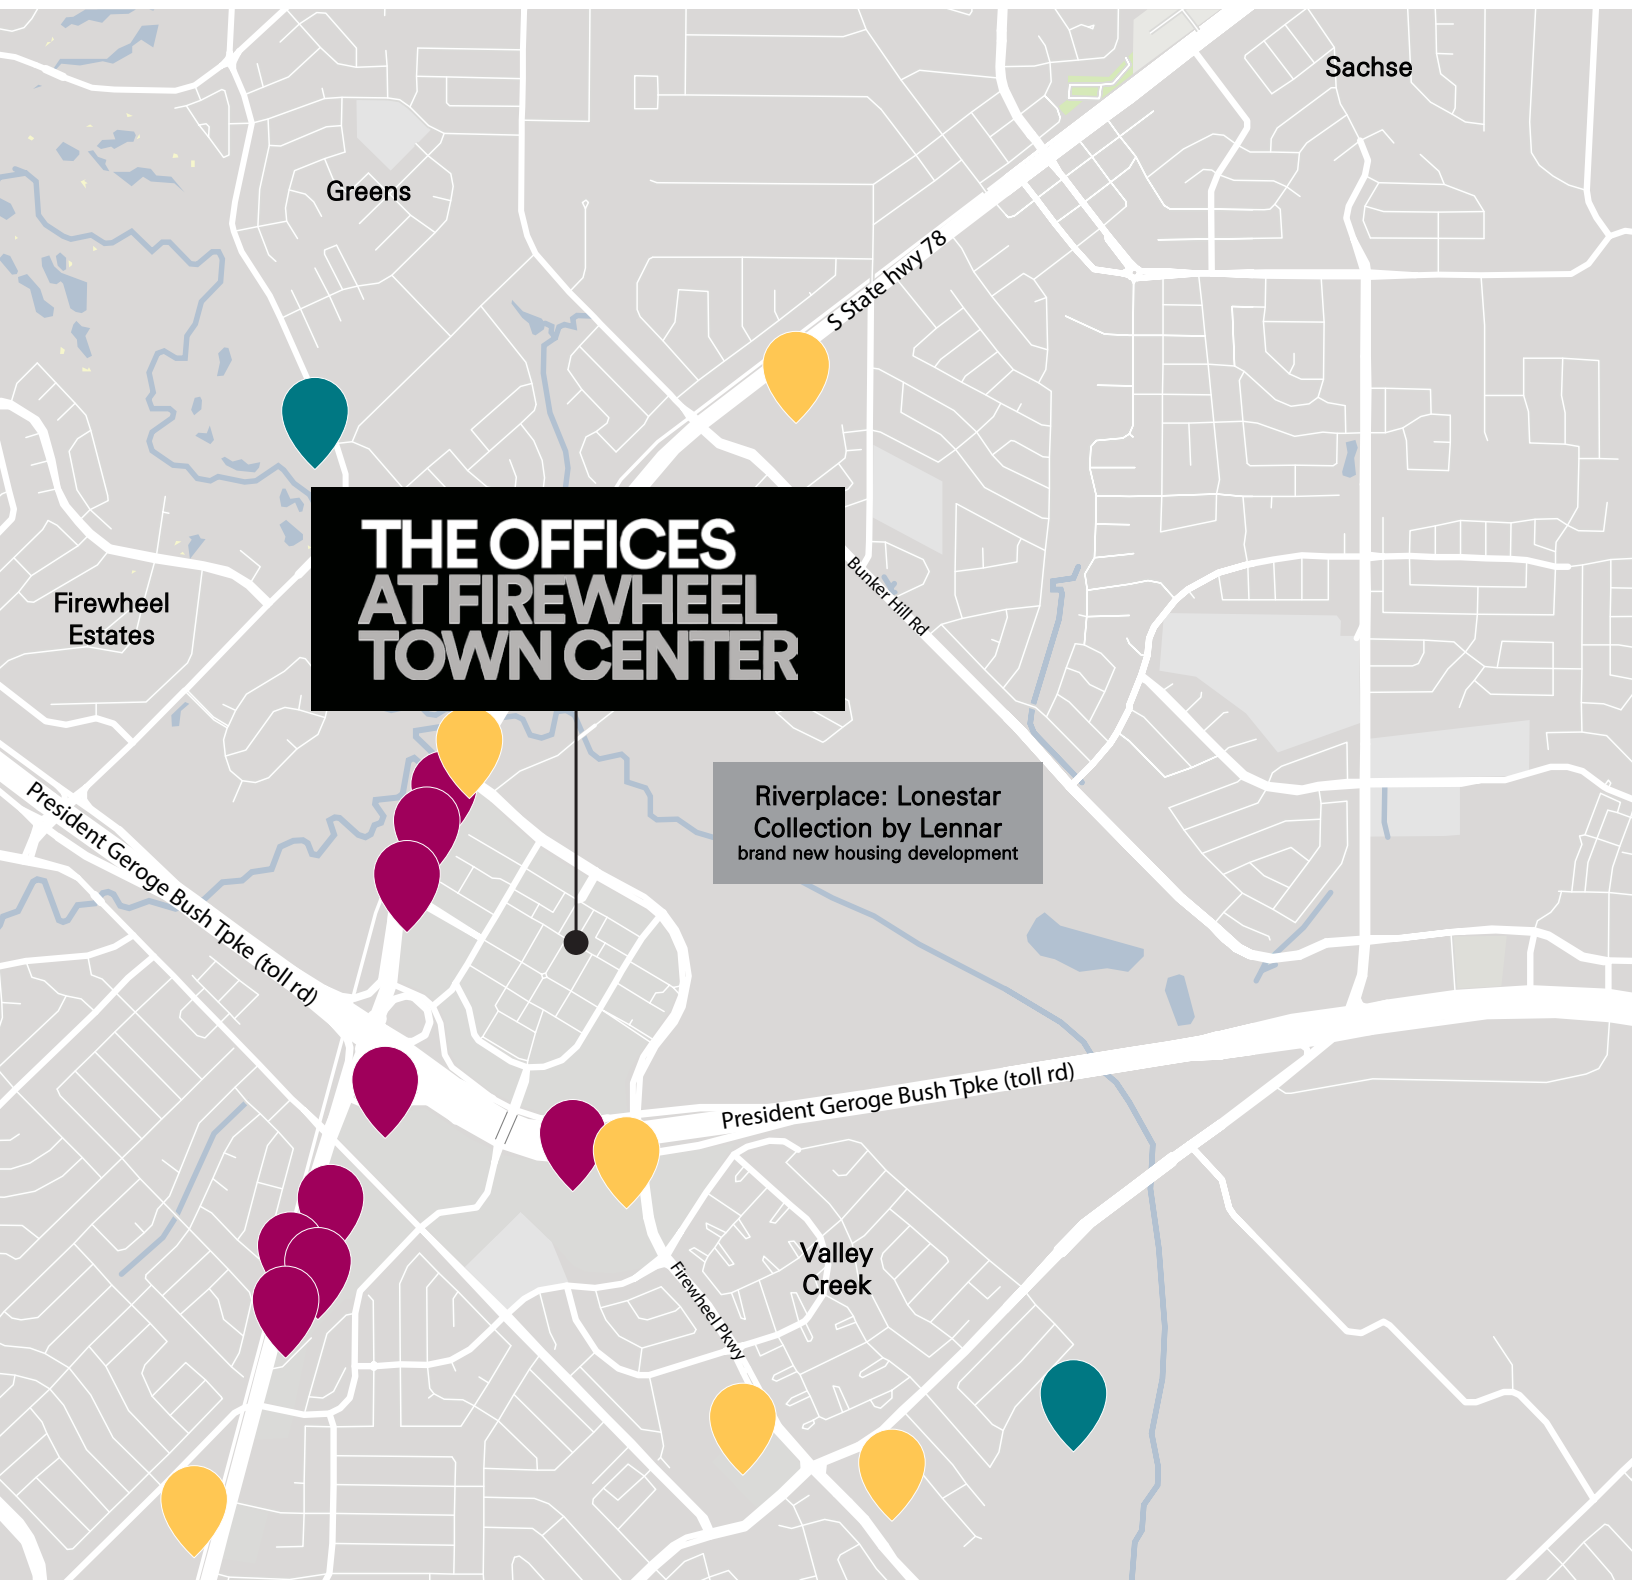 Sachse
Greens
S State hwy 78
THE OFFICES
AT FIREWHEEL
TOWN CENTER
Bunker Hill Rd
Firewheel
Estates
President Geroge Bush Tpke (toll rd)
Riverplace: Lonestar
Collection by Lennar
brand new housing development
President Geroge Bush Tpke (toll rd)
Valley
Creek
Firewheel Pkwy